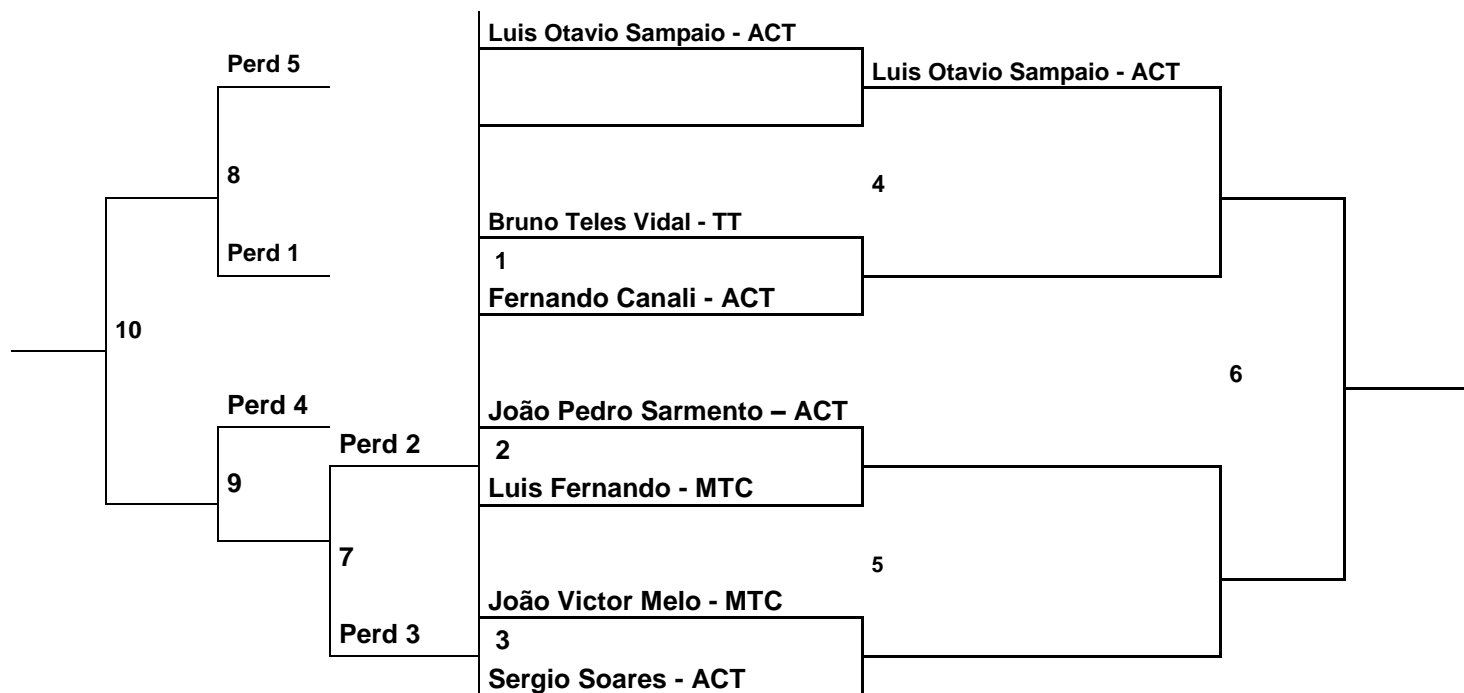 Luis Otavio Sampaio - ACT
Perd 5
Luis Otavio Sampaio - ACT
8
4
Bruno Teles Vidal - TT
Perd 1
1
Fernando Canali - ACT
10
6
Perd 4
João Pedro Sarmento – ACT
Perd 2
2
9
Luis Fernando - MTC
7
5
João Victor Melo - MTC
Perd 3
3
Sergio Soares - ACT